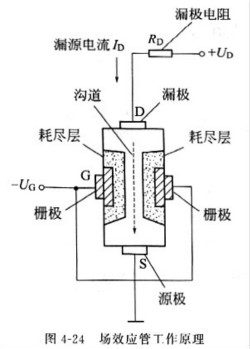 漏极电阻
R_D
漏源电流 I_D
+U_D
沟道
D
漏极
耗尽层
耗尽层
G
-U_G
栅极
栅极
S
源极
图 4-24 场效应管工作原理